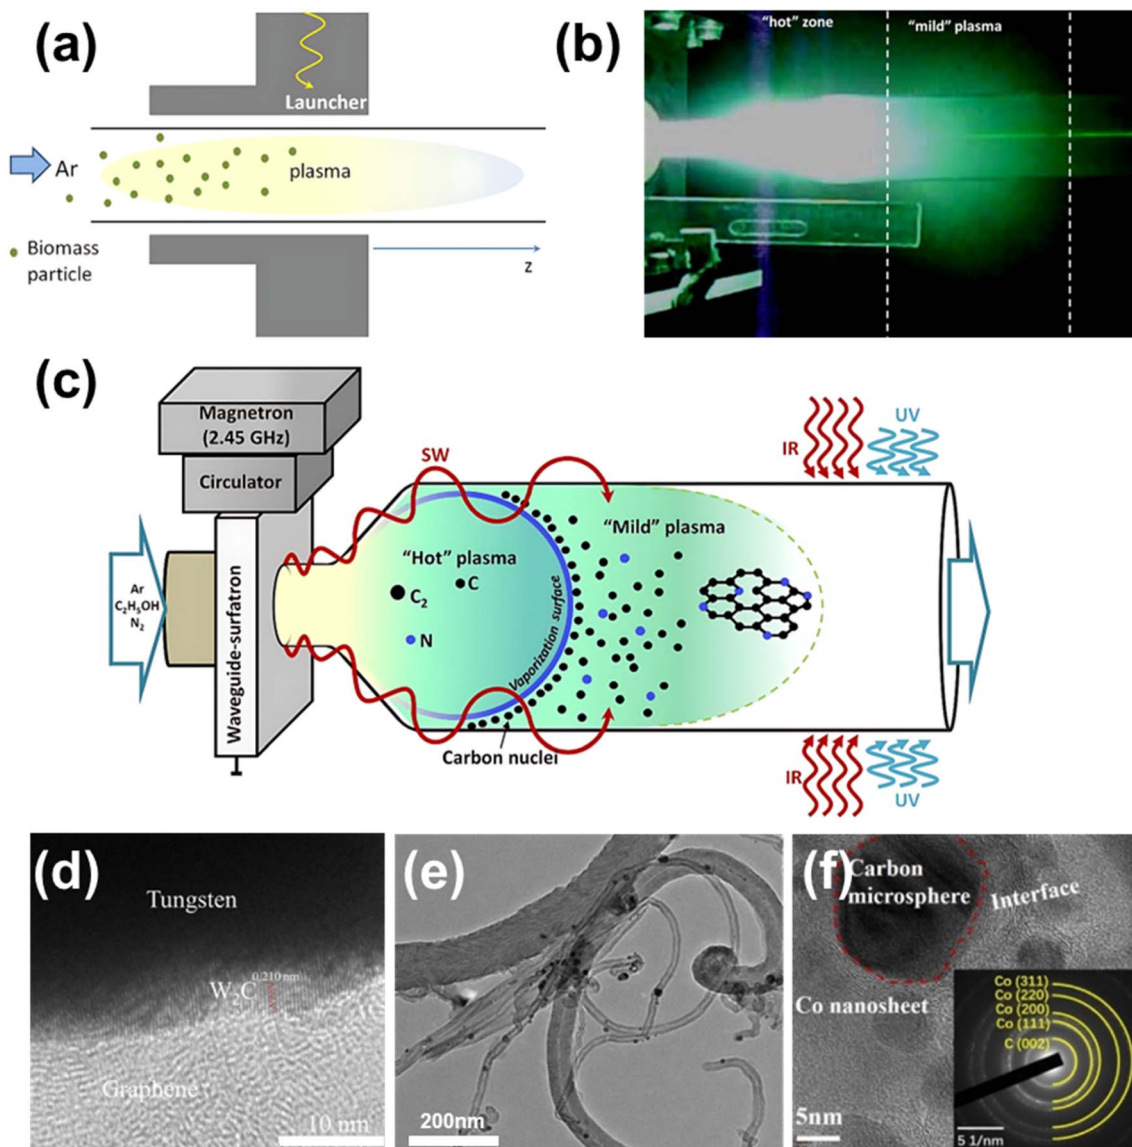 (a)
Launcher
Ar
plasma
Biomass
particle
z
(b)
"hot" zone
"mild" plasma
(c)
Magnetron
(2.45 GHz)
Circulator
Waveguide-surfatron
Ar
C₂H₅OH
N₂
SW
"Hot" plasma
C₂
C
N
Vaporization surface
Carbon nuclei
"Mild" plasma
IR
UV
IR
UV
(d)
Tungsten
0.210 nm
W₂C
Graphene
10 nm
(e)
200nm
(f)
Carbon
microsphere
Interface
Co nanosheet
Co (311)
Co (220)
Co (200)
Co (111)
C (002)
5nm
5 1/nm